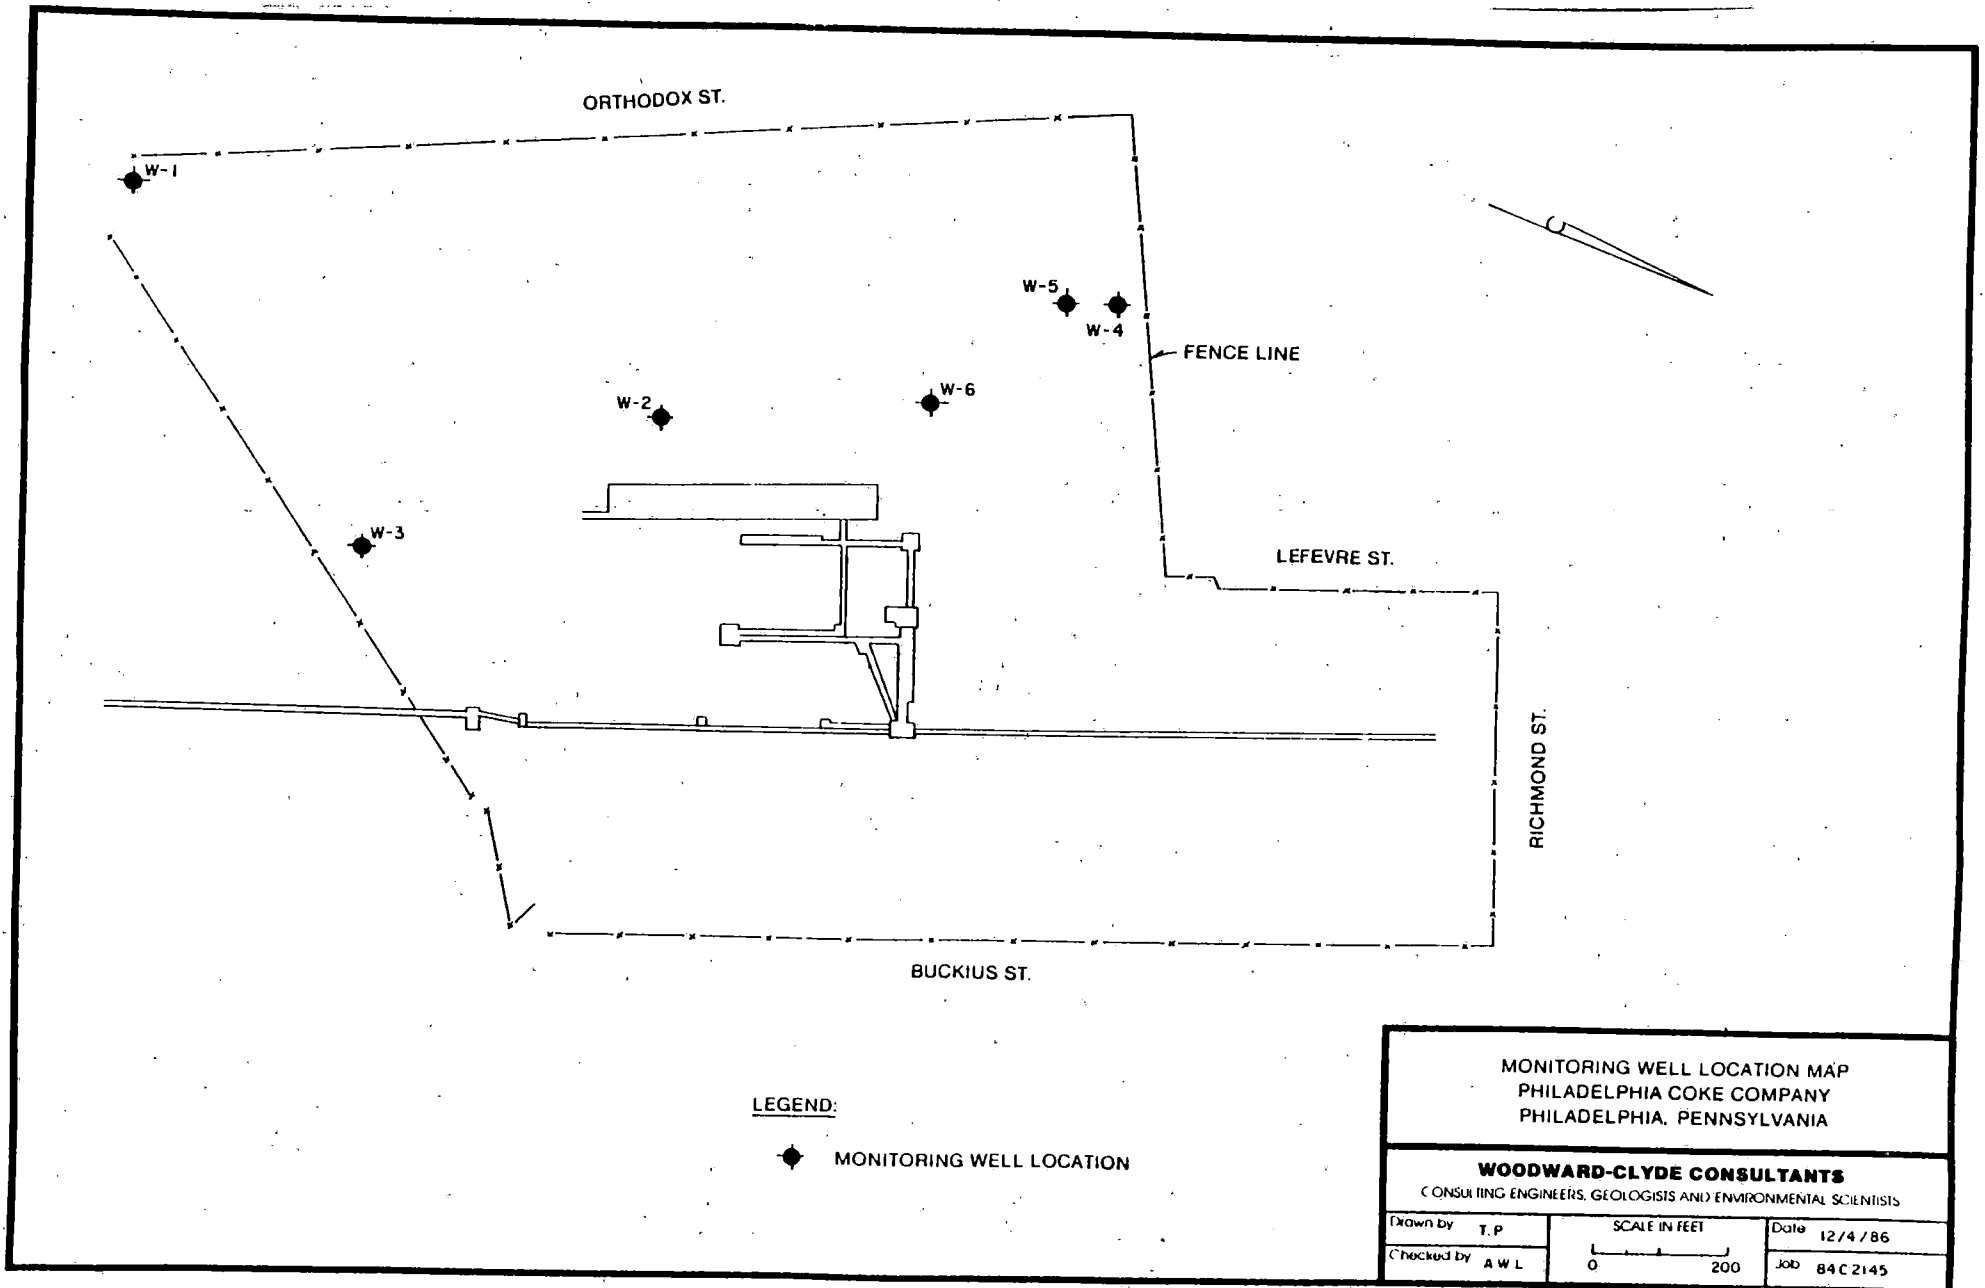 ORTHODOX ST.
W-1
W-5
W-4
FENCE LINE
W-6
W-2
W-3
LEFEVRE ST.
RICHMOND ST.
BUCKIUS ST.
LEGEND:
MONITORING WELL LOCATION
MONITORING WELL LOCATION MAP
PHILADELPHIA COKE COMPANY
PHILADELPHIA, PENNSYLVANIA
WOODWARD-CLYDE CONSULTANTS
CONSULTING ENGINEERS, GEOLOGISTS AND ENVIRONMENTAL SCIENTISTS
Drawn by T.P
SCALE IN FEET
0 200
Date 12/4/86
Checked by AWL
Job 84C2145